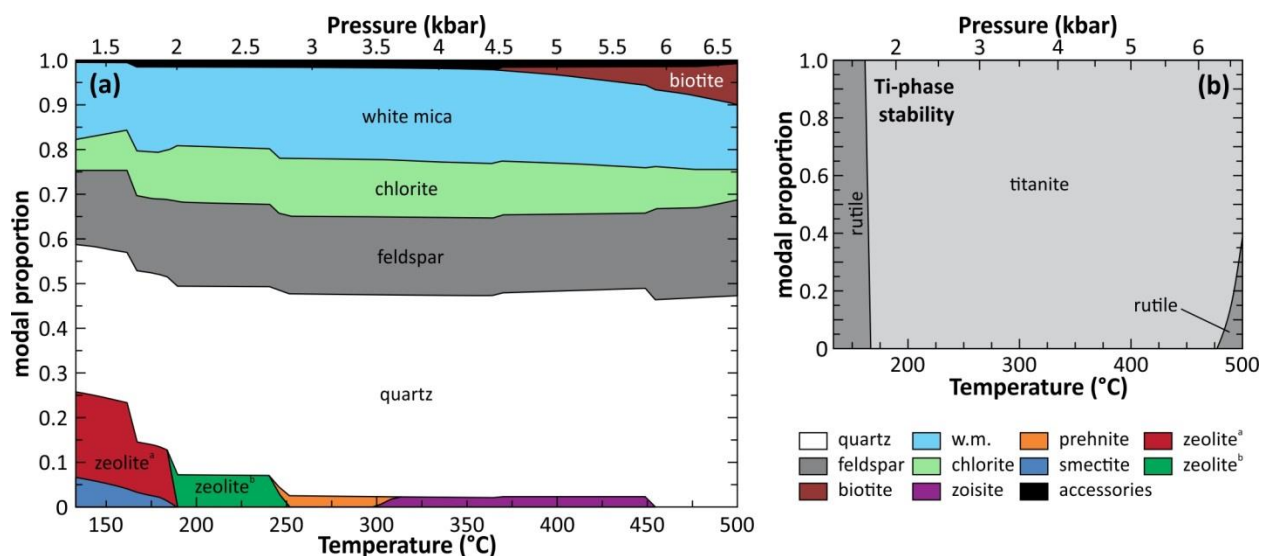 Pressure (kbar)
1.5 2 2.5 3 3.5 4 4.5 5 5.5 6 6.5
(a)
modal proportion
1.0
0.9
0.8
0.7
0.6
0.5
0.4
0.3
0.2
0.1
0
biotite
white mica
chlorite
feldspar
quartz
zeoliteᵃ
zeoliteᵇ
150 200 250 300 350 400 450 500
Temperature (°C)
Pressure (kbar)
2 3 4 5 6
(b)
Ti-phase
stability
modal proportion
1.0
0.8
0.6
0.4
0.2
0
rutile
titanite
rutile
200 300 400 500
Temperature (°C)
quartz w.m. prehnite zeoliteᵃ
feldspar chlorite smectite zeoliteᵇ
biotite zoisite accessories